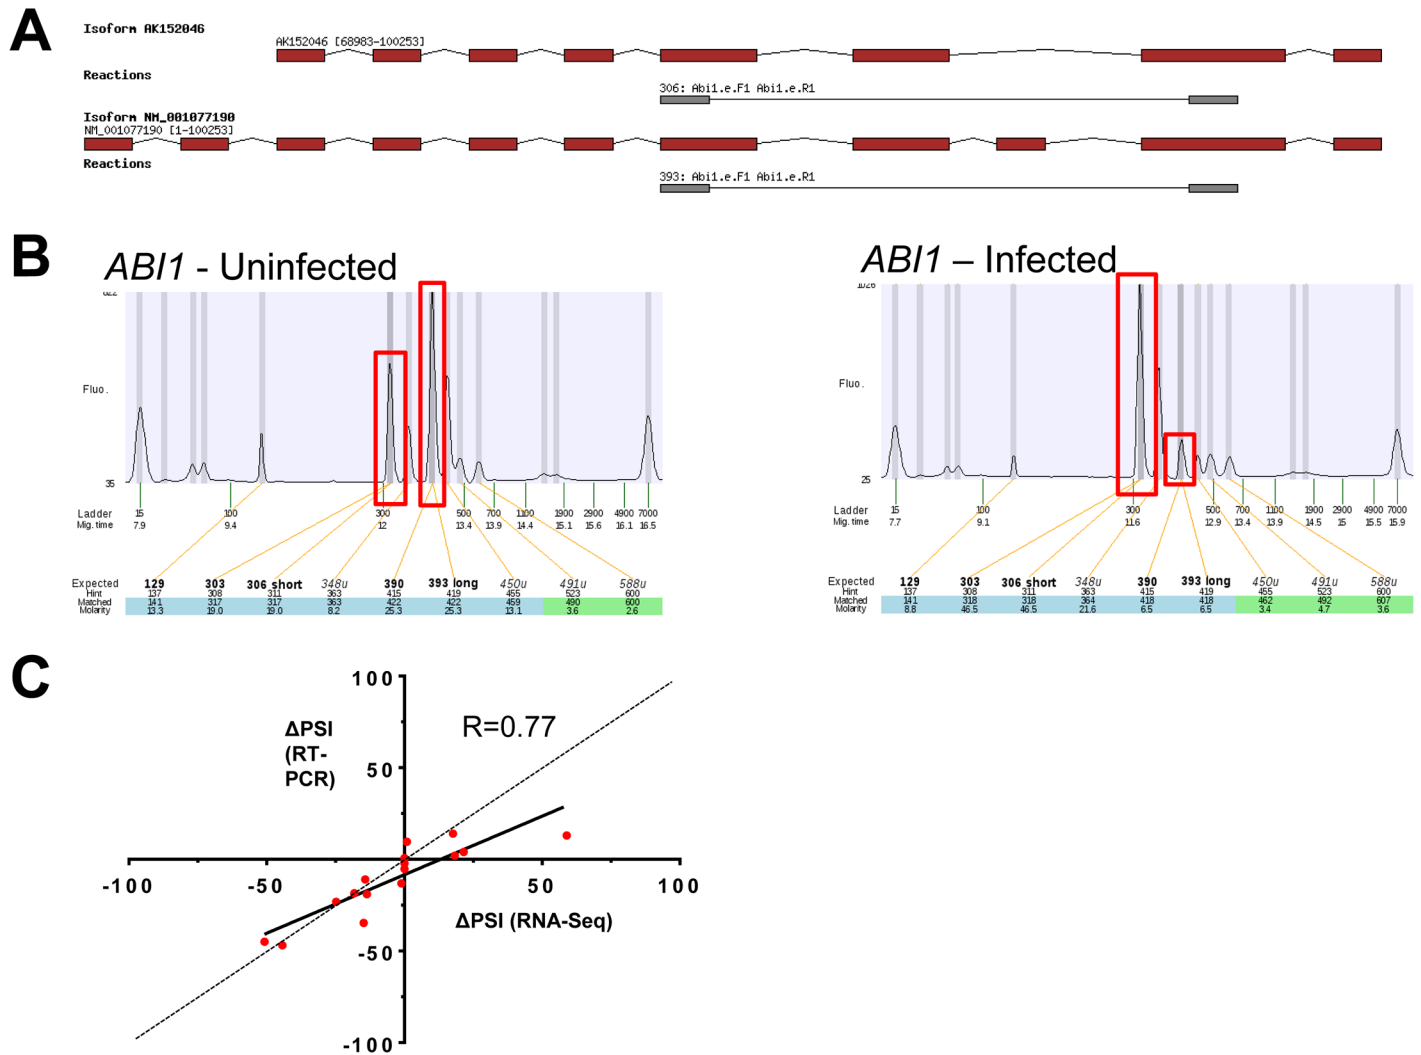 A
Isoform AK152046
AK152046 [68983-100253]
Reactions
306: Abi1.e.F1 Abi1.e.R1
Isoform NM_001077190
NM_001077190 [1-100253]
Reactions
393: Abi1.e.F1 Abi1.e.R1
B
ABI1 - Uninfected
622
Fluo.
35
Ladder 15 100 300 500 700 1100 1900 2900 4900 7000
Mig. time 7.9 9.4 12 13.4 13.9 14.4 15.1 15.6 16.1 16.5
Expected 129 303 306 short 348u 390 393 long 450u 491u 588u
Hint 137 308 311 363 415 419 455 523 600
Matched 141 317 317 363 422 422 459 490 600
Molarity 13.3 19.0 19.0 8.2 25.3 25.3 13.1 3.6 2.6
ABI1 – Infected
1026
Fluo.
25
Ladder 15 100 300 500 700 1100 1900 2900 4900 7000
Mig. time 7.7 9.1 11.6 12.9 13.4 13.9 14.5 15 15.5 15.9
Expected 129 303 306 short 348u 390 393 long 450u 491u 588u
Hint 137 308 311 363 415 419 455 523 600
Matched 141 318 318 364 418 418 462 492 607
Molarity 8.8 46.5 46.5 21.6 6.5 6.5 3.4 4.7 3.6
C
100
ΔPSI
(RT-
PCR)
R=0.77
50
-100 -50 50 100
ΔPSI (RNA-Seq)
-50
-100